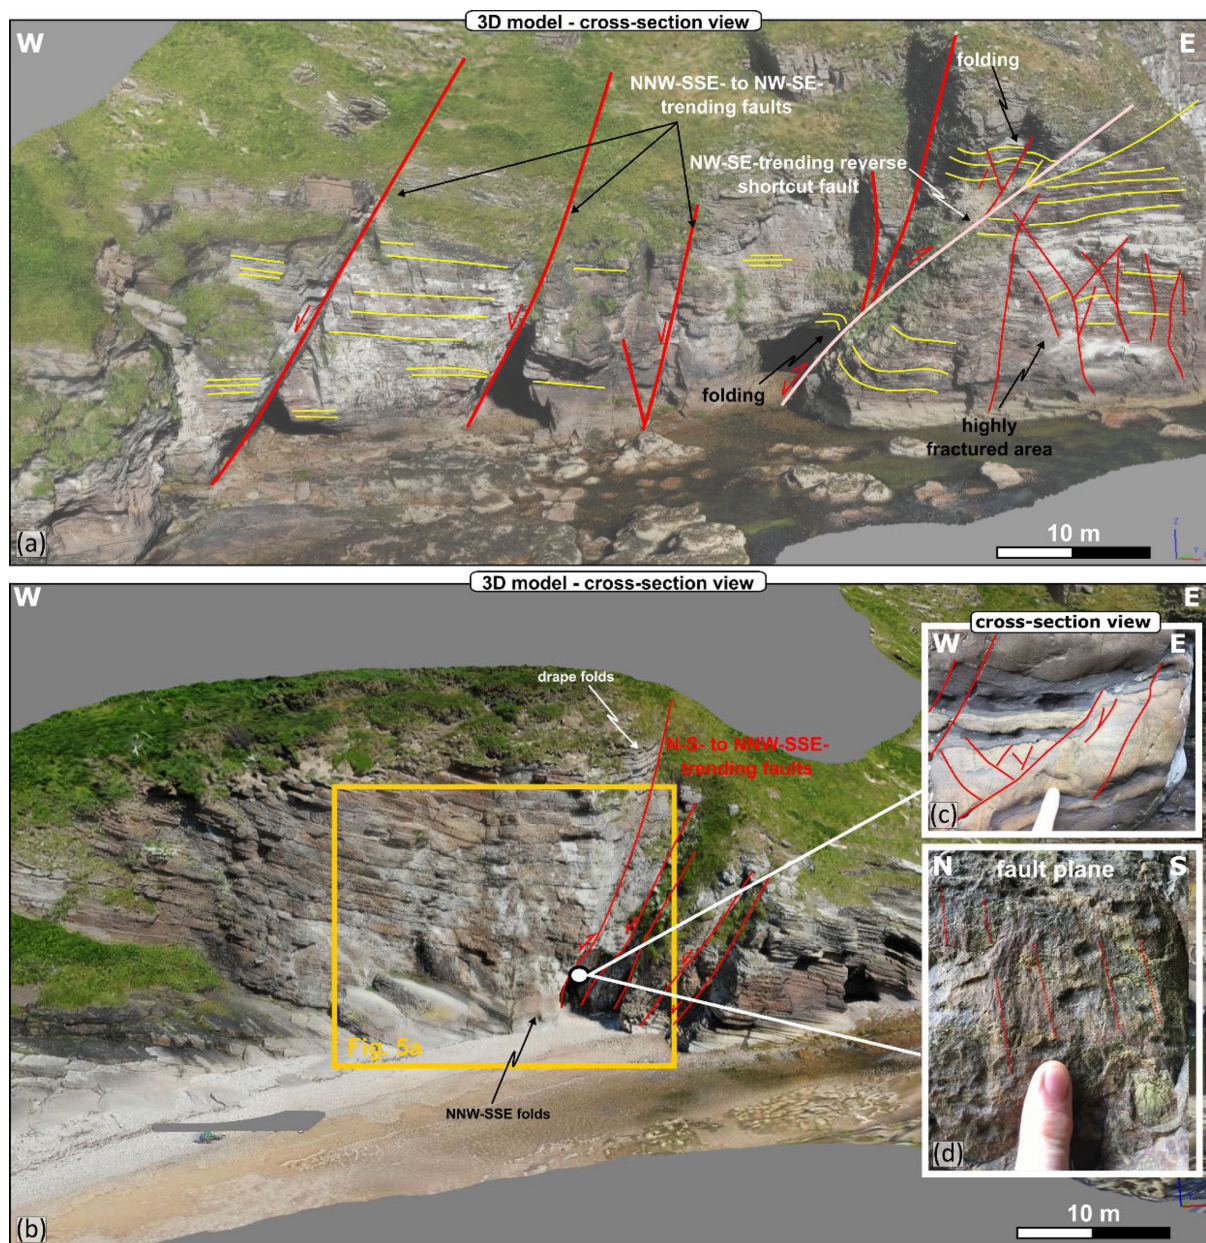 3D model - cross-section view
W
E
folding
NNW-SSE- to NW-SE-
trending faults
NW-SE-trending reverse
shortcut fault
folding
highly
fractured area
10 m
(a)
3D model - cross-section view
W
E
cross-section view
W
E
drape folds
N-S- to NNW-SSE-
trending faults
(c)
N
fault plane
S
Fig. 5a
NNW-SSE folds
(d)
10 m
(b)